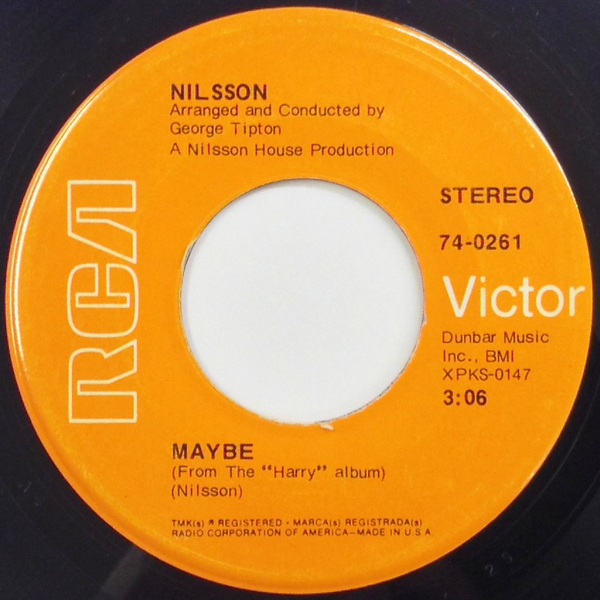 NILSSON
Arranged and Conducted by
George Tipton
A Nilsson House Production
RCA
STEREO
74-0261
Victor
Dunbar Music
Inc., BMI
XPKS-0147
3:06
MAYBE
(From The "Harry" album)
(Nilsson)
TMK(s) ® REGISTERED • MARCA(s) REGISTRADA(s)
RADIO CORPORATION OF AMERICA—MADE IN U.S.A.